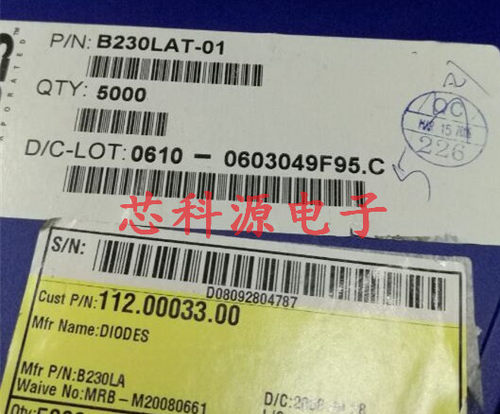 P/N: B230LAT-01
QTY: 5000
D/C-LOT: 0610 - 0603049F95.C
QC
226
芯科源电子
S/N:
D08092804787
Cust P/N: 112.00033.00
Mfr Name: DIODES
Mfr P/N: B230LA
Waive No: MRB - M20080661
D/C: